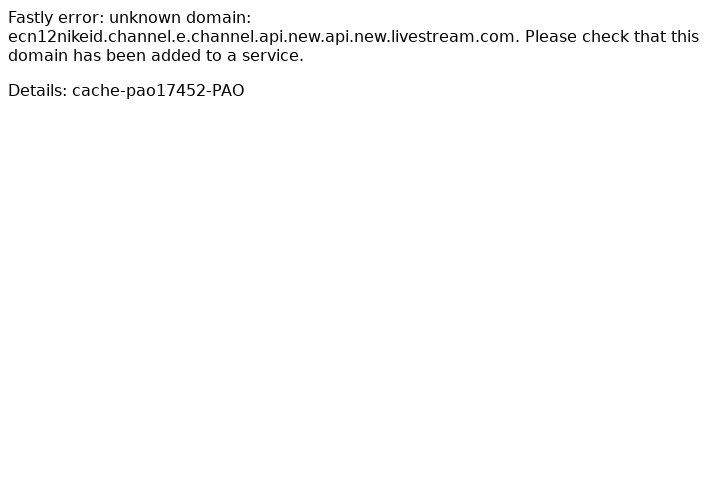 Fastly error: unknown domain:
ecn12nikeid.channel.e.channel.api.new.api.new.livestream.com. Please check that this
domain has been added to a service.
Details: cache-pao17452-PAO